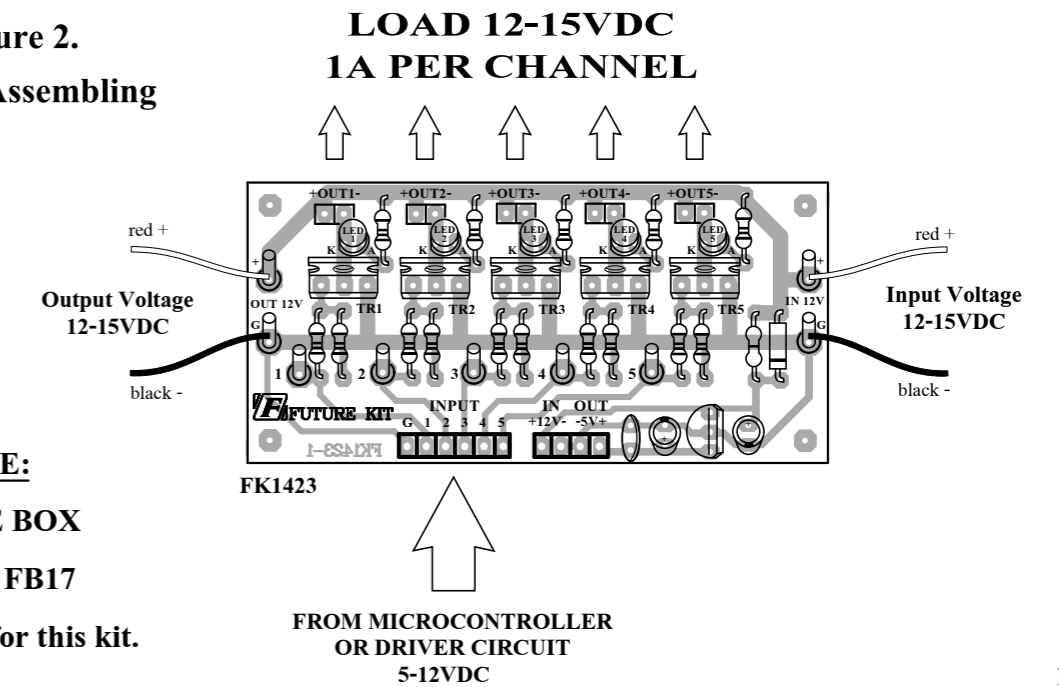 ure 2.
Assembling
LOAD 12-15VDC
1A PER CHANNEL
+OUT1- +OUT2- +OUT3- +OUT4- +OUT5-
LED 1 LED 2 LED 3 LED 4 LED 5
K A K A K A K A K A
red +
red +
+
+
Output Voltage
12-15VDC
OUT 12V
TR1 TR2 TR3 TR4 TR5
IN 12V
Input Voltage
12-15VDC
G
G
black -
black -
1 2 3 4 5
F FUTURE KIT
INPUT
G 1 2 3 4 5
IN OUT
+12V- -5V+
FK1423-1
+
+
FK1423
E:
E BOX
FB17
for this kit.
FROM MICROCONTROLLER
OR DRIVER CIRCUIT
5-12VDC